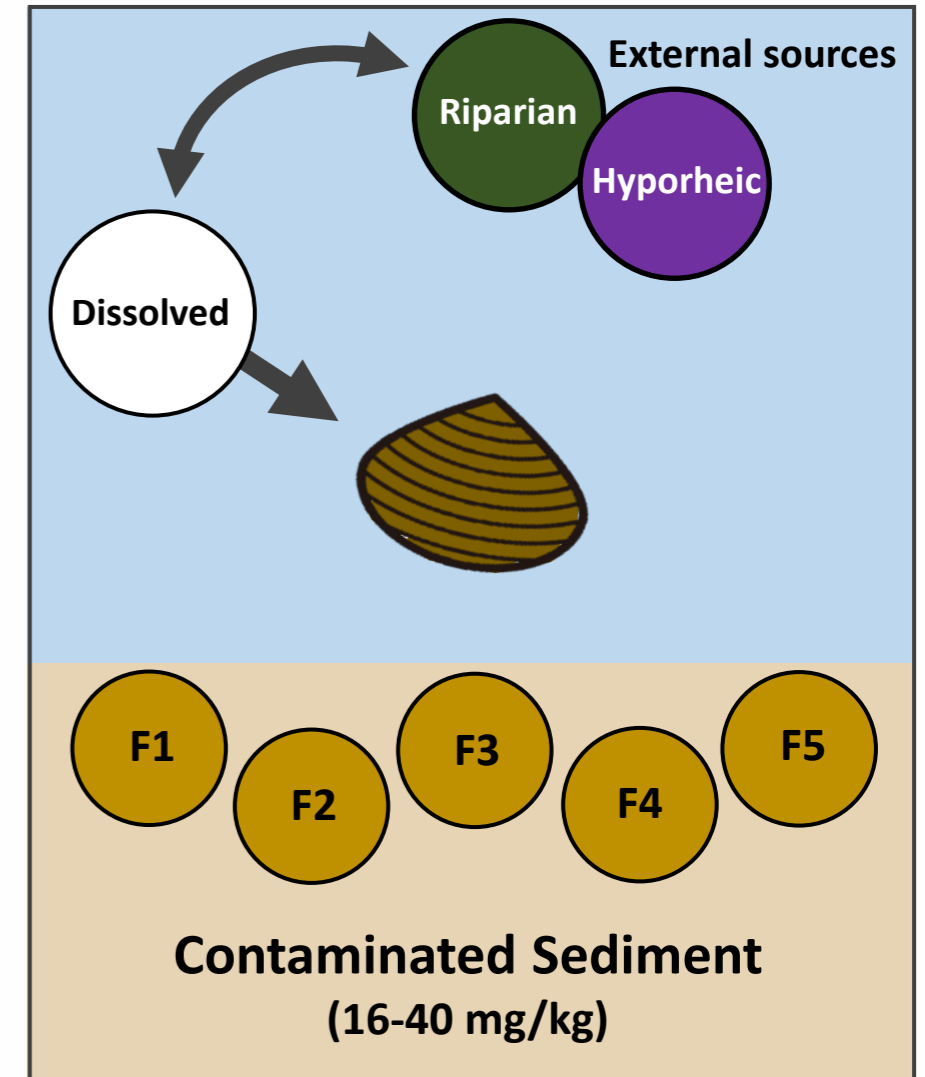 External sources
Riparian
Hyporheic
Dissolved
F1
F2
F3
F4
F5
Contaminated Sediment
(16-40 mg/kg)